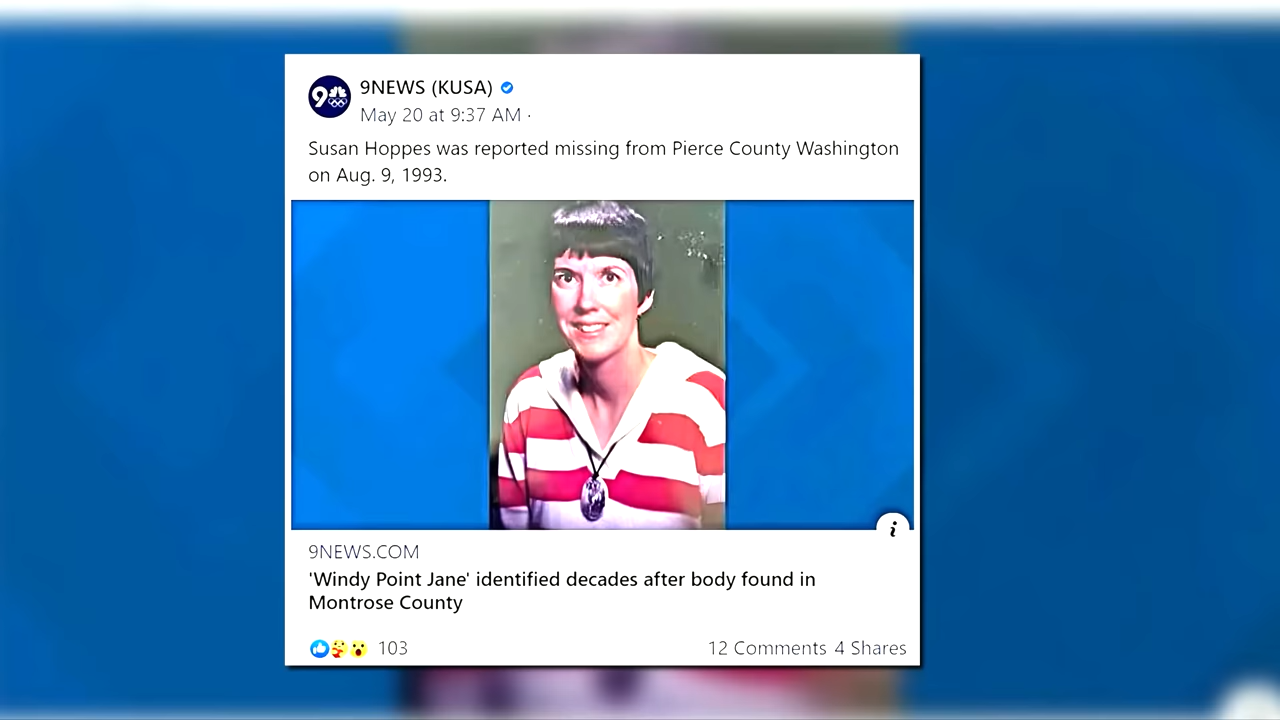 9
9NEWS (KUSA)
May 20 at 9:37 AM ·
Susan Hoppes was reported missing from Pierce County Washington
on Aug. 9, 1993.
i
9NEWS.COM
'Windy Point Jane' identified decades after body found in
Montrose County
103
12 Comments 4 Shares